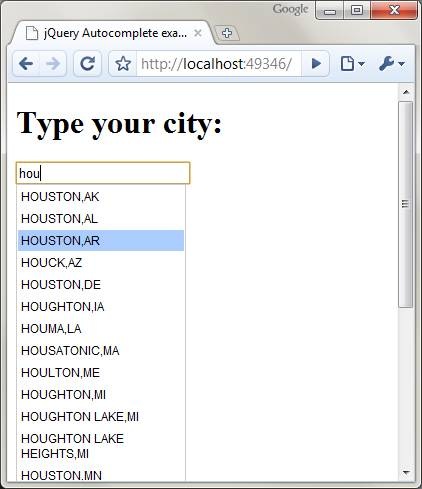 Google
jQuery Autocomplete exa...
http://localhost:49346/
Type your city:
hou
HOUSTON,AK
HOUSTON,AL
HOUSTON,AR
HOUCK,AZ
HOUSTON,DE
HOUGHTON,IA
HOUMA,LA
HOUSATONIC,MA
HOULTON,ME
HOUGHTON,MI
HOUGHTON LAKE,MI
HOUGHTON LAKE
HEIGHTS,MI
HOUSTON,MN